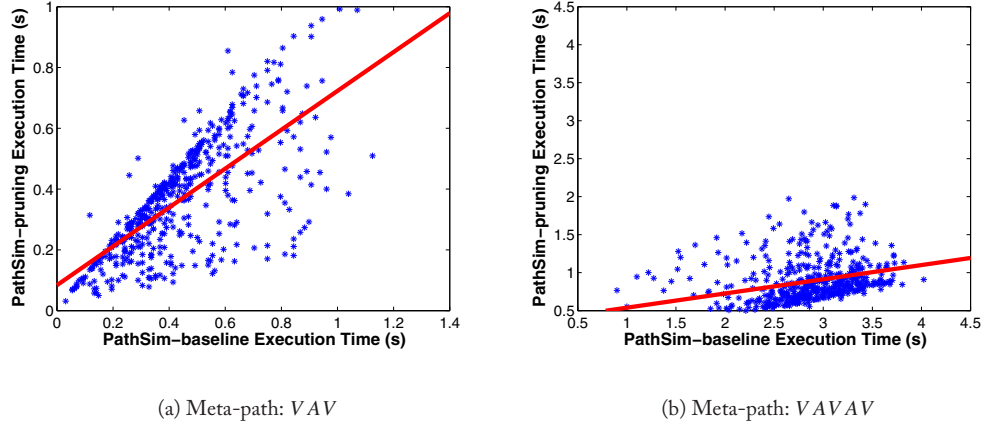 PathSim−pruning Execution Time (s)
1
0.8
0.6
0.4
0.2
0
0 0.2 0.4 0.6 0.8 1 1.2 1.4
PathSim−baseline Execution Time (s)
(a) Meta-path: VAV
PathSim−pruning Execution Time (s)
4.5
4
3.5
3
2.5
2
1.5
1
0.5
0.5 1 1.5 2 2.5 3 3.5 4 4.5
PathSim−baseline Execution Time (s)
(b) Meta-path: VAVAV